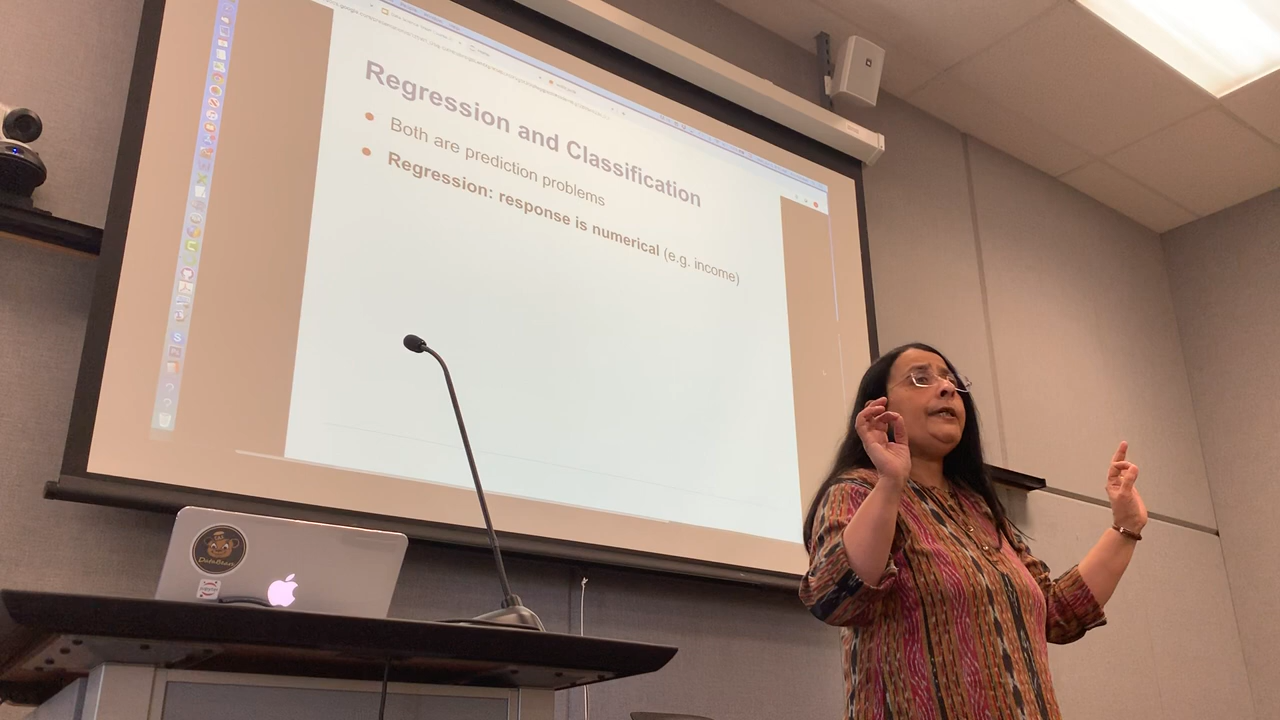 Regression and Classification
Both are prediction problems
Regression: response is numerical (e.g. income)